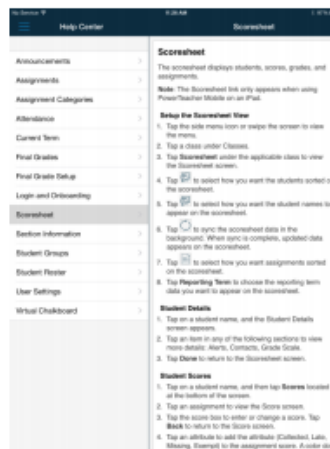 No Service
9:26 AM
Help Center
Scoresheet
Announcements
Assignments
Assignment Categories
Attendance
Current Term
Final Grades
Final Grade Setup
Login and Onboarding
Scoresheet
Section Information
Student Groups
Student Roster
User Settings
Virtual Chalkboard
Scoresheet
The scoresheet displays students, scores, grades, and
assignments.
Note: The Scoresheet link only appears when using
PowerTeacher Mobile on an iPad.
Setup the Scoresheet View
1. Tap the side menu icon or swipe the screen to view
the menu.
2. Tap a class under Classes.
3. Tap Scoresheet under the applicable class to view
the Scoresheet screen.
4. Tap to select how you want the students sorted o
the scoresheet.
5. Tap to select how you want the student names to
appear on the scoresheet.
6. Tap to sync the scoresheet data in the
background. When sync is complete, updated data
appears on the scoresheet.
7. Tap to select how you want assignments sorted
on the scoresheet.
8. Tap Reporting Term to choose the reporting term
data you want to appear on the scoresheet.
Student Details
1. Tap on a student name, and the Student Details
screen appears.
2. Tap an item in any of the following sections to view
more details: Alerts, Contacts, Grade Scale.
3. Tap Done to return to the Scoresheet screen.
Student Scores
1. Tap on a student name, and then tap Scores located
at the bottom of the screen.
2. Tap an assignment to view the Score screen.
3. Tap the score box to enter or change a score. Tap
Back to return to the Score screen.
4. Tap an attribute to add the attribute (Collected, Late,
Missing, Exempt) to the assignment score. A color do